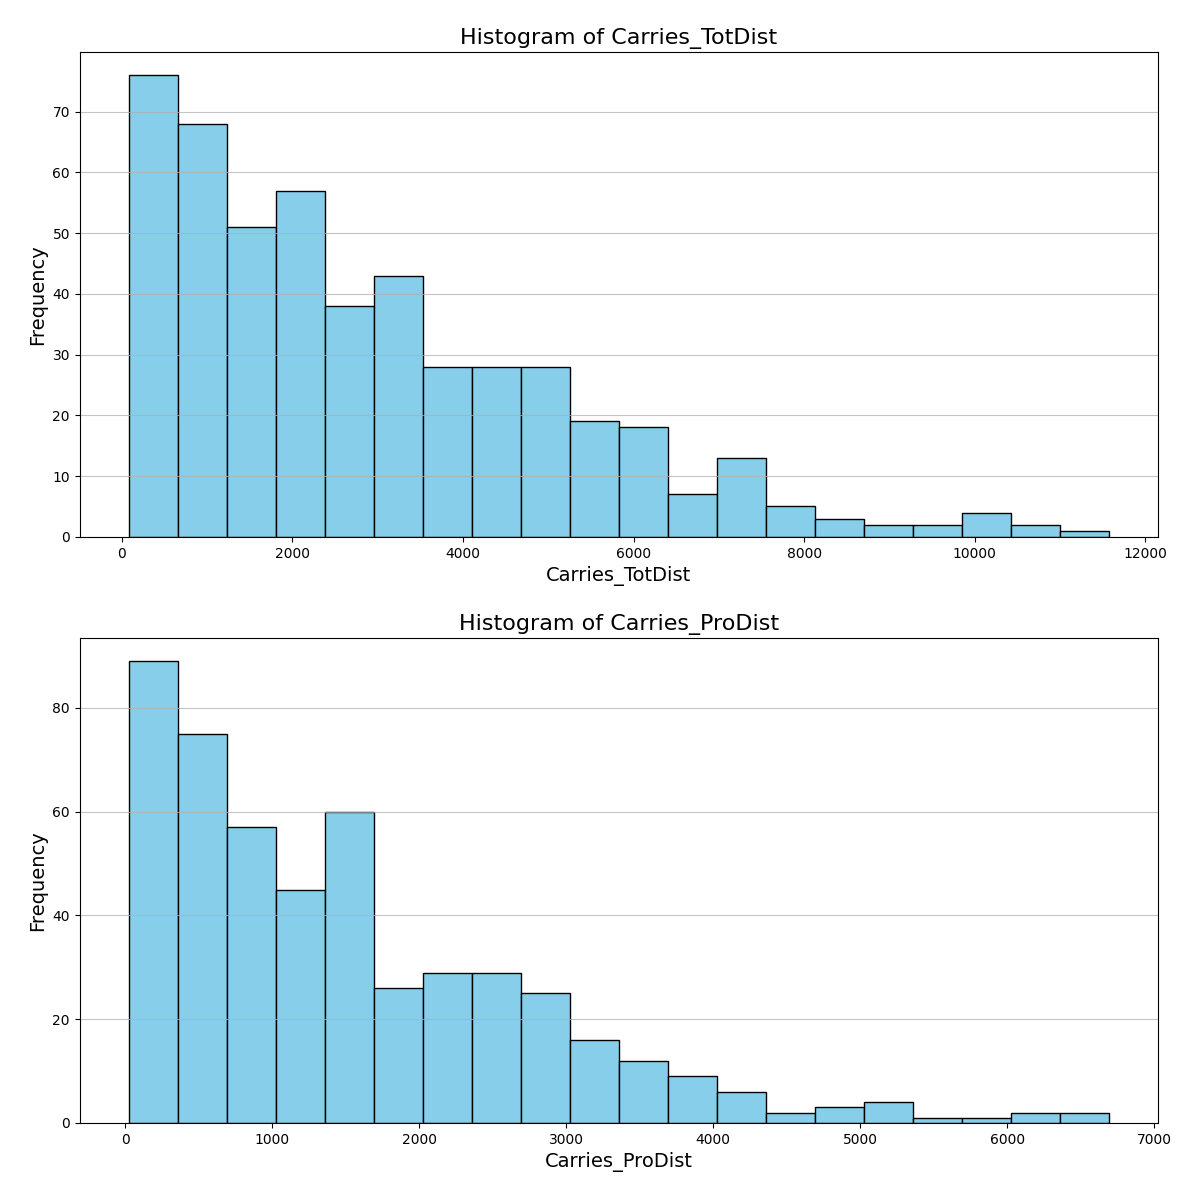 Histogram of Carries_TotDist
Frequency
70
60
50
40
30
20
10
0
0 2000 4000 6000 8000 10000 12000
Carries_TotDist
Histogram of Carries_ProDist
Frequency
80
60
40
20
0
0 1000 2000 3000 4000 5000 6000 7000
Carries_ProDist